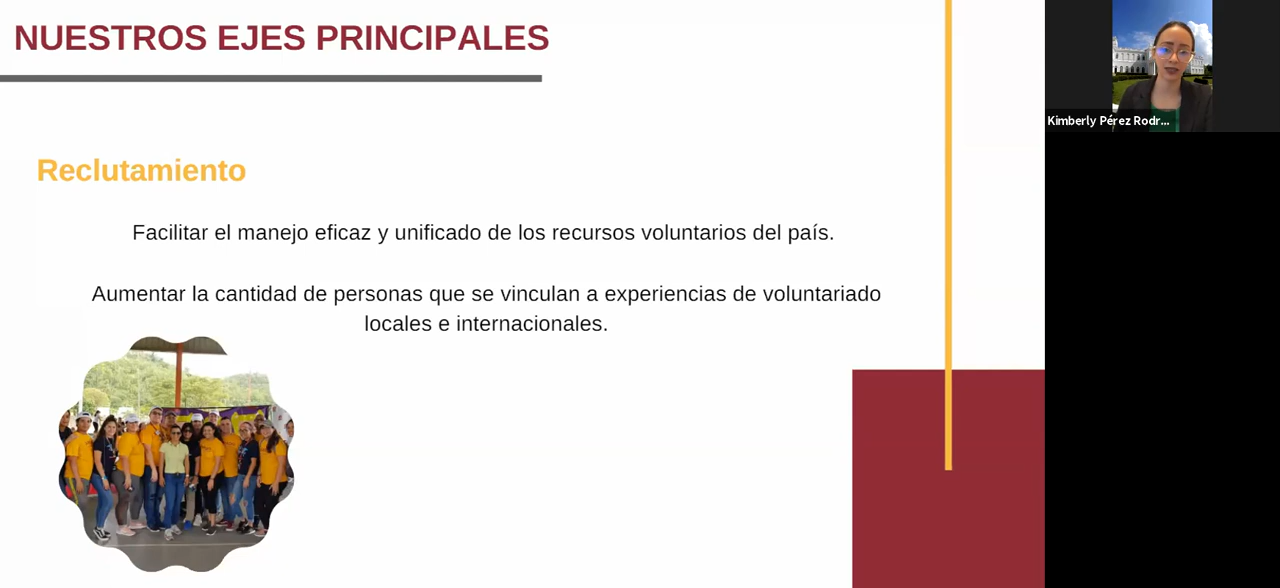 NUESTROS EJES PRINCIPALES
Reclutamiento
Facilitar el manejo eficaz y unificado de los recursos voluntarios del país.
Aumentar la cantidad de personas que se vinculan a experiencias de voluntariado
locales e internacionales.
Kimberly Pérez Rodr...